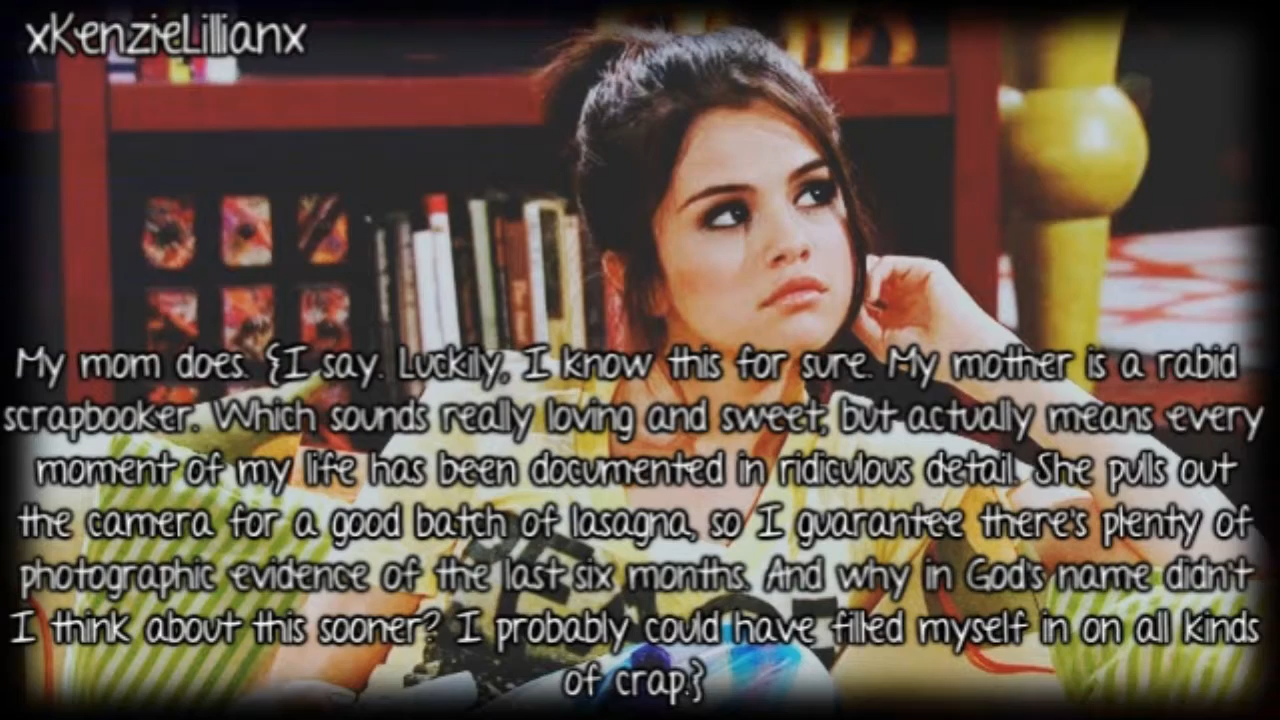 xKenzieLillianx
My mom does. {I say. Luckily, I know this for sure. My mother is a rabid
scrapbooker. Which sounds really loving and sweet, but actually means every
moment of my life has been documented in ridiculous detail. She pulls out
the camera for a good batch of lasagna, so I guarantee there's plenty of
photographic evidence of the last six months. And why in God's name didn't
I think about this sooner? I probably could have filled myself in on all kinds
of crap.}